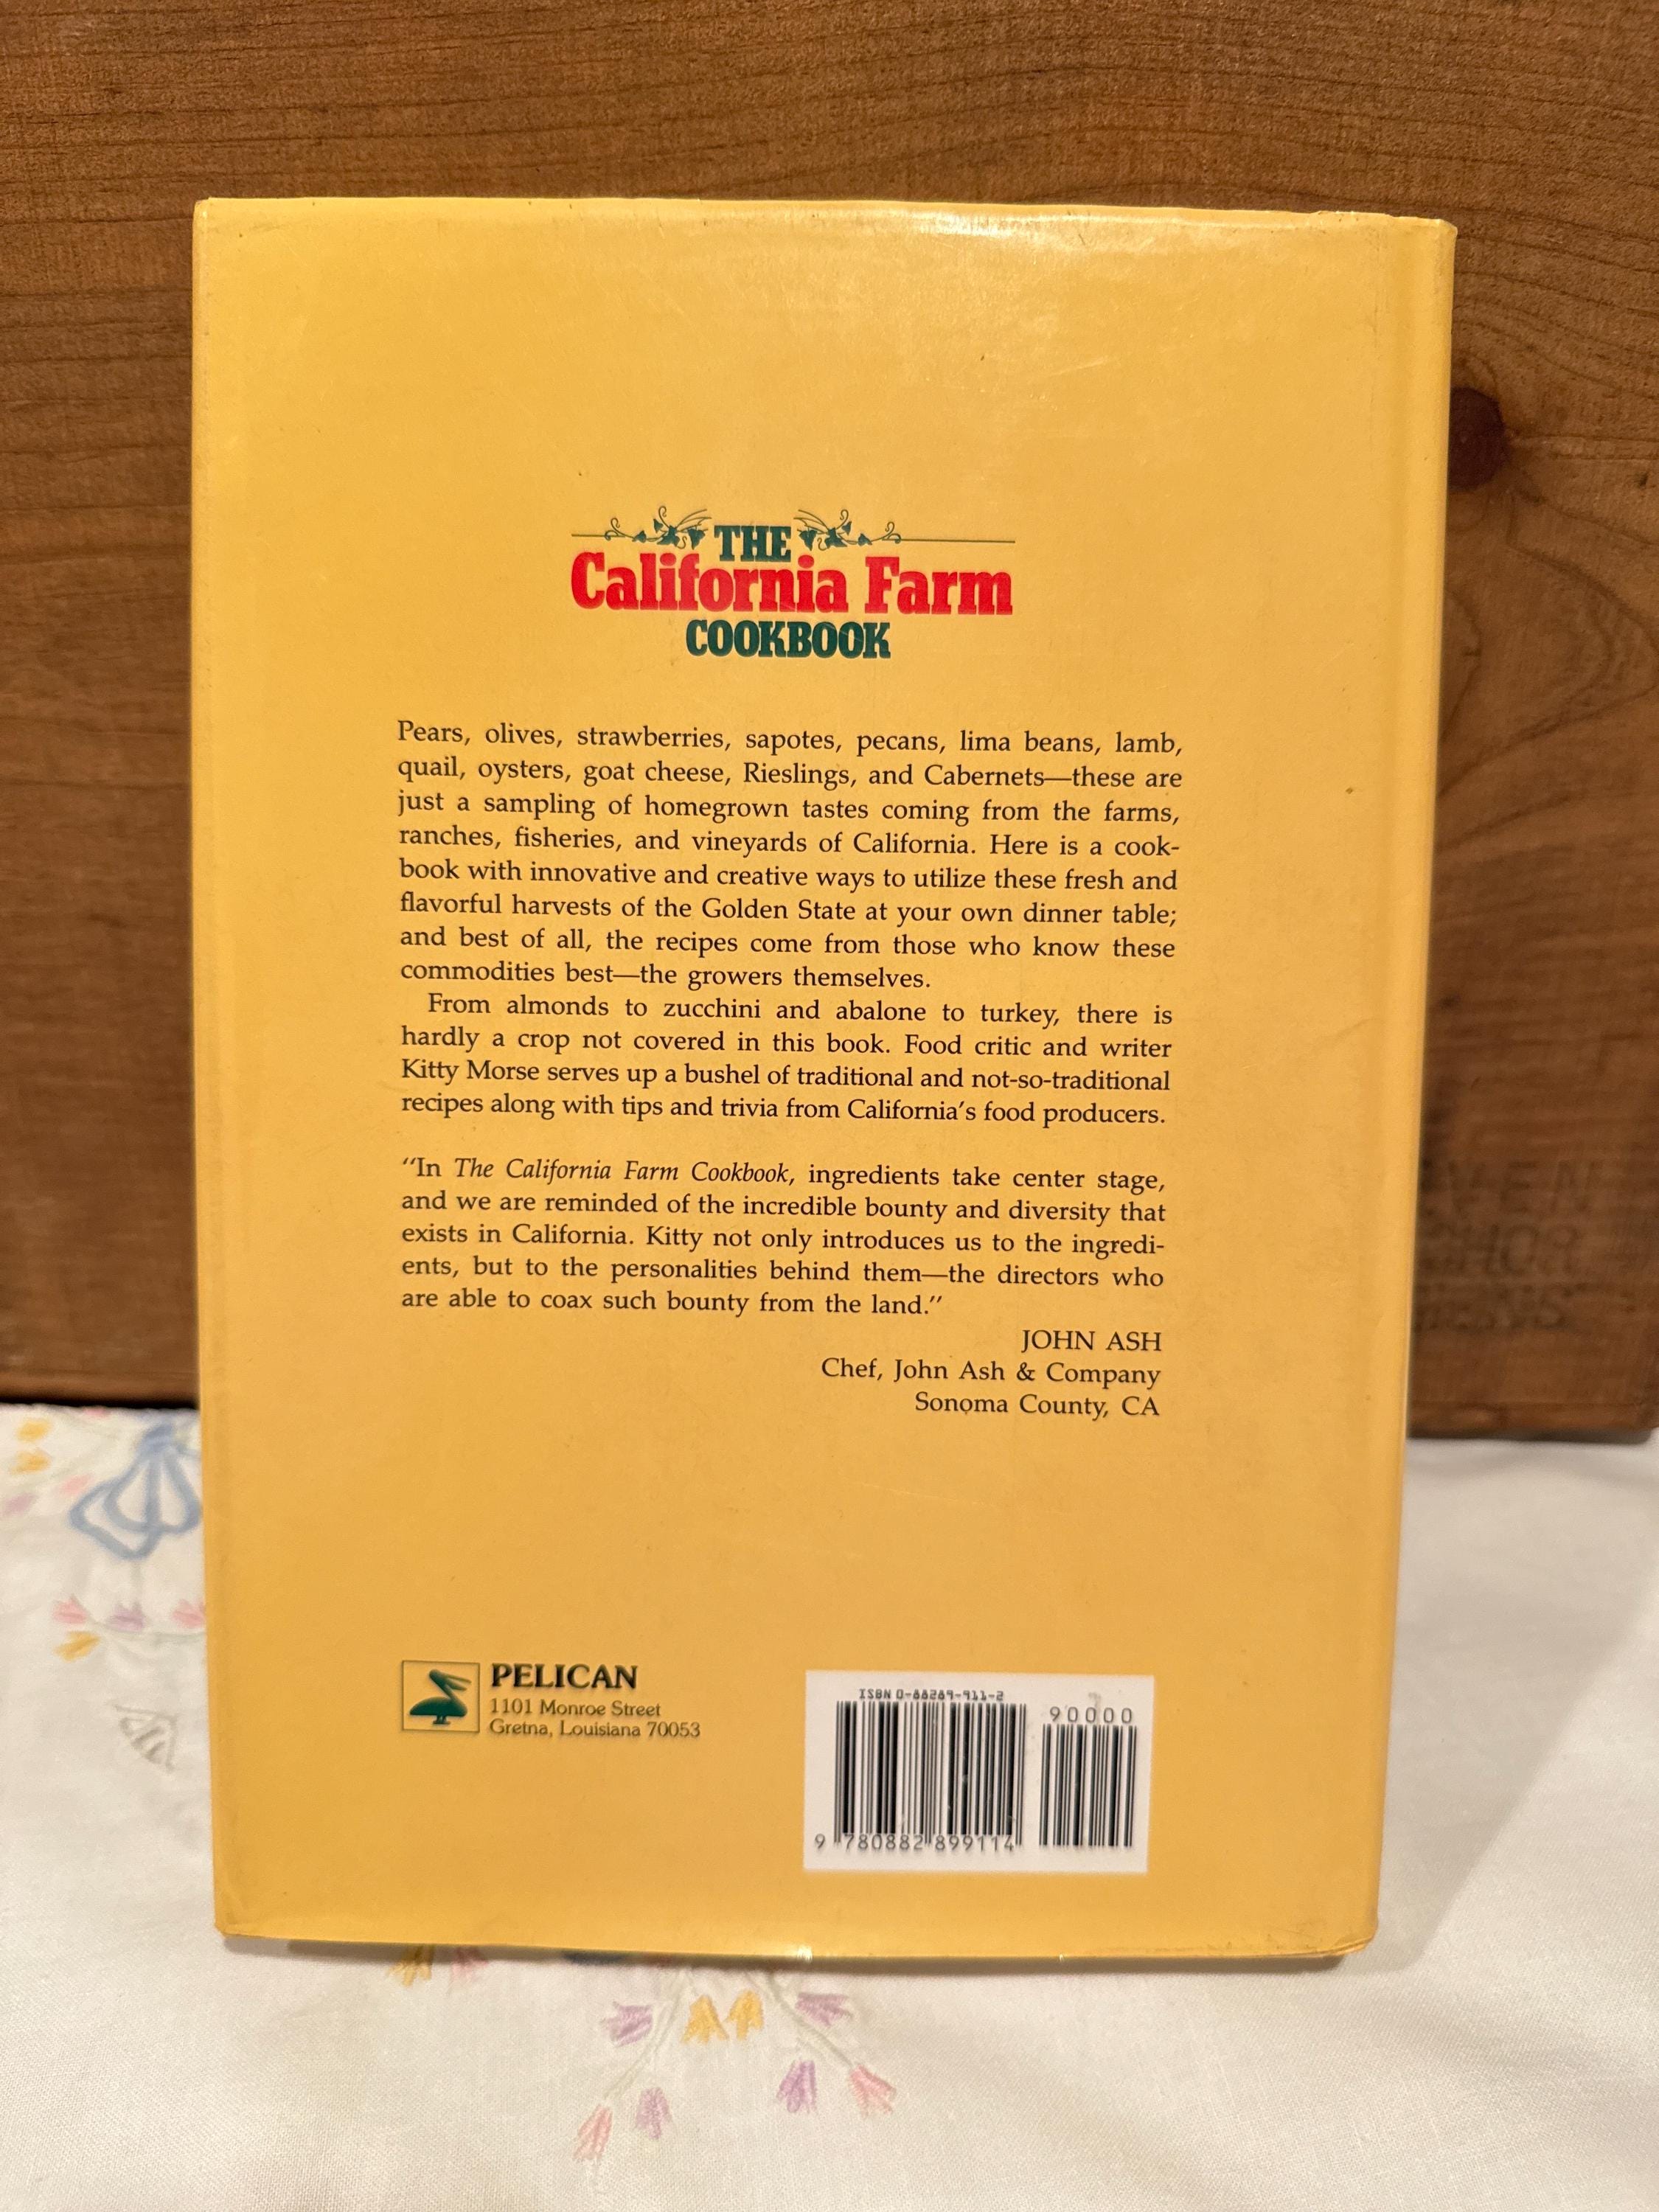 THE
California Farm
COOKBOOK
Pears, olives, strawberries, sapotes, pecans, lima beans, lamb,
quail, oysters, goat cheese, Rieslings, and Cabernets—these are
just a sampling of homegrown tastes coming from the farms,
ranches, fisheries, and vineyards of California. Here is a cook-
book with innovative and creative ways to utilize these fresh and
flavorful harvests of the Golden State at your own dinner table;
and best of all, the recipes come from those who know these
commodities best—the growers themselves.
From almonds to zucchini and abalone to turkey, there is
hardly a crop not covered in this book. Food critic and writer
Kitty Morse serves up a bushel of traditional and not-so-traditional
recipes along with tips and trivia from California's food producers.
"In The California Farm Cookbook, ingredients take center stage,
and we are reminded of the incredible bounty and diversity that
exists in California. Kitty not only introduces us to the ingredi-
ents, but to the personalities behind them—the directors who
are able to coax such bounty from the land."
JOHN ASH
Chef, John Ash & Company
Sonoma County, CA
PELICAN
1101 Monroe Street
Gretna, Louisiana 70053
ISBN 0-88289-911-2
90000
9 780882 899114